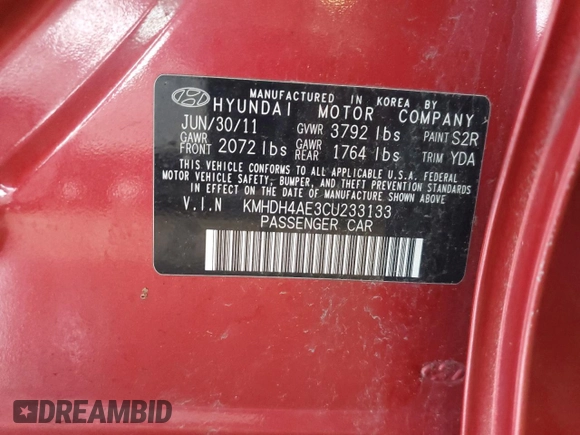 MANUFACTURED IN KOREA BY
HYUNDAI MOTOR COMPANY
JUN/30/11 GVWR 3792 lbs PAINT S2R
GAWR FRONT 2072 lbs GAWR REAR 1764 lbs TRIM YDA
THIS VEHICLE CONFORMS TO ALL APPLICABLE U.S.A. FEDERAL
MOTOR VEHICLE SAFETY, BUMPER, AND THEFT PREVENTION STANDARDS
IN EFFECT ON THE DATE OF MANUFACTURE SHOWN ABOVE.
V.I.N KMHDH4AE3CU233133
PASSENGER CAR
DREAMBID